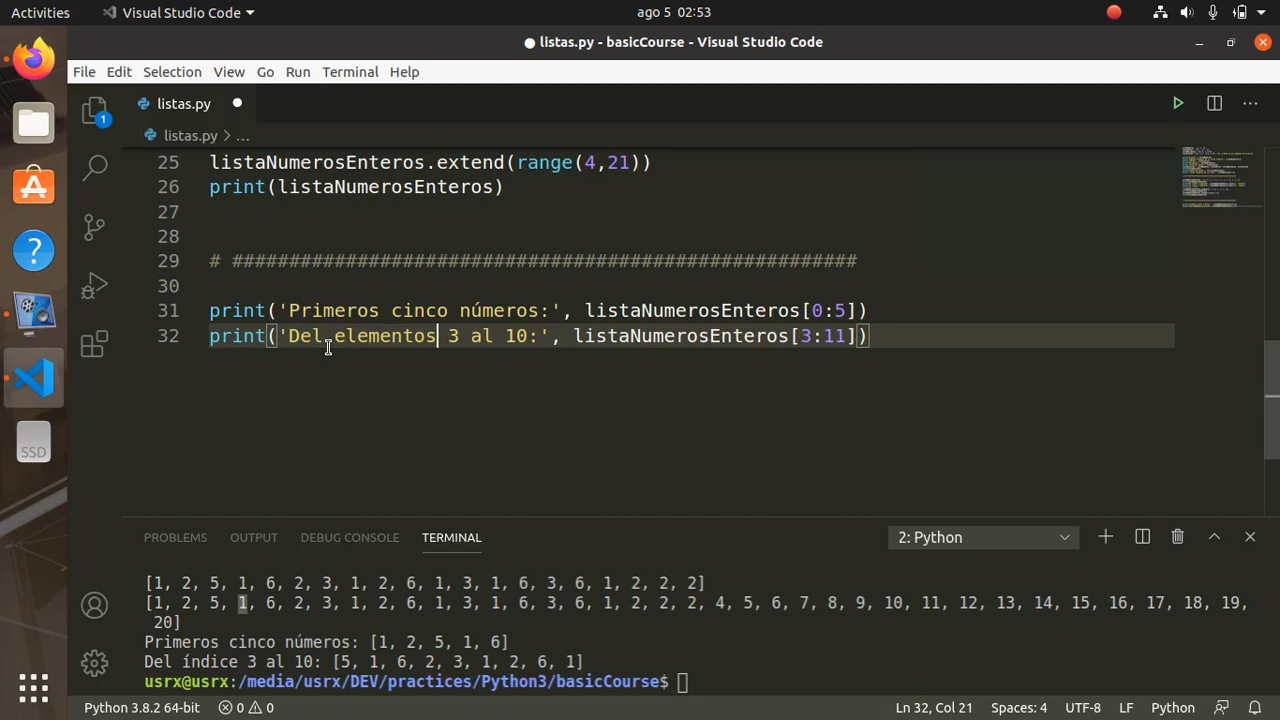 Activities
Visual Studio Code
ago 5 02:53
listas.py - basicCourse - Visual Studio Code
File Edit Selection View Go Run Terminal Help
listas.py
listas.py > ...
25 listaNumerosEnteros.extend(range(4,21))
26 print(listaNumerosEnteros)
27
28
29 # #######################################################
30
31 print('Primeros cinco números:', listaNumerosEnteros[0:5])
32 print('Del elementos 3 al 10:', listaNumerosEnteros[3:11])
1
SSD
PROBLEMS OUTPUT DEBUG CONSOLE TERMINAL
2: Python
[1, 2, 5, 1, 6, 2, 3, 1, 2, 6, 1, 3, 1, 6, 3, 6, 1, 2, 2, 2]
[1, 2, 5, 1, 6, 2, 3, 1, 2, 6, 1, 3, 1, 6, 3, 6, 1, 2, 2, 2, 4, 5, 6, 7, 8, 9, 10, 11, 12, 13, 14, 15, 16, 17, 18, 19,
20]
Primeros cinco números: [1, 2, 5, 1, 6]
Del índice 3 al 10: [5, 1, 6, 2, 3, 1, 2, 6, 1]
usrx@usrx:/media/usrx/DEV/practices/Python3/basicCourse$
Python 3.8.2 64-bit 0 0
Ln 32, Col 21 Spaces: 4 UTF-8 LF Python